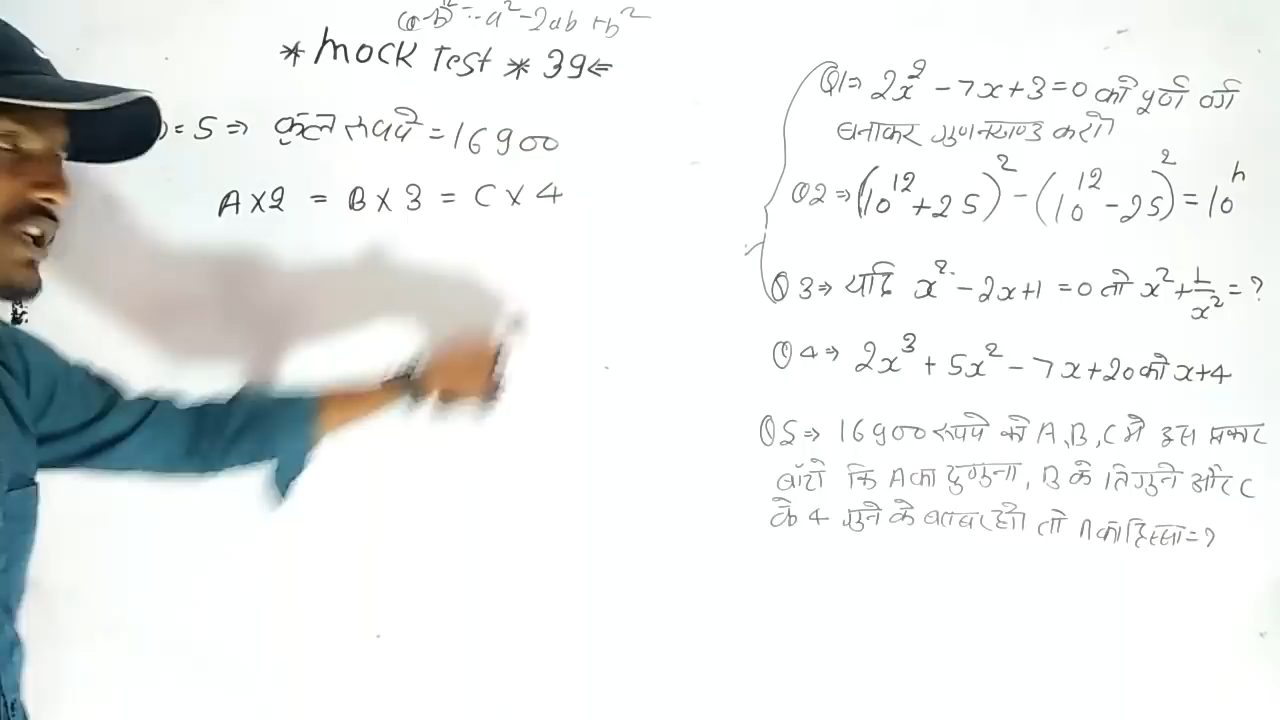 (a-b)² = a² - 2ab + b²
* Mock Test * 39 ⇐
= 5 ⇒ कुल रुपये = 16900
A × 2 = B × 3 = C × 4
Q1⇒ 2x² - 7x + 3 = 0 को पूर्ण वर्ग
बनाकर गुणनखण्ड करो
Q2 ⇒ (10¹² + 25)² - (10¹² - 25)² = 10ⁿ
Q3 ⇒ यदि x² - 2x + 1 = 0 तो x² + 1/x² = ?
Q4 ⇒ 2x³ + 5x² - 7x + 20 को x + 4
Q5 ⇒ 16900 रूपये को A, B, C मे इस प्रकार
बाँटो कि A का दुगुना, B के तिगुने और C
के 4 गुने के बराबर हो तो A का हिस्सा = ?